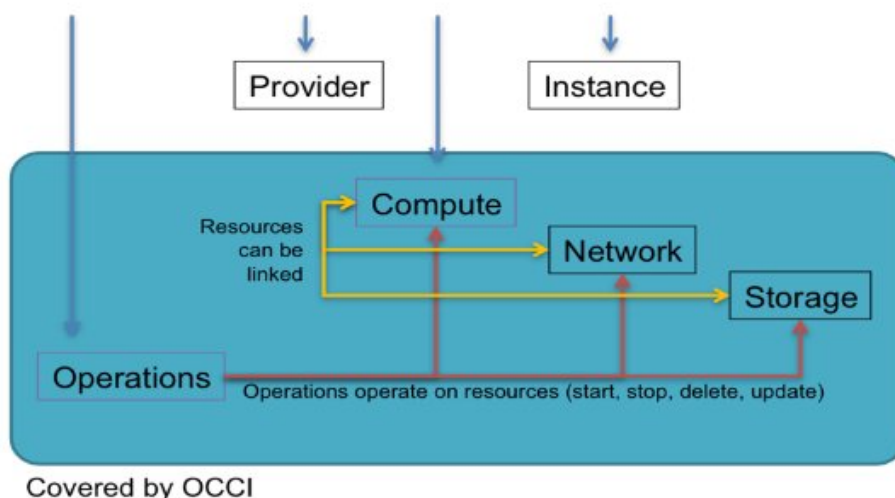 Provider
Instance
Compute
Resources
can be
linked
Network
Storage
Operations
Operations operate on resources (start, stop, delete, update)
Covered by OCCI